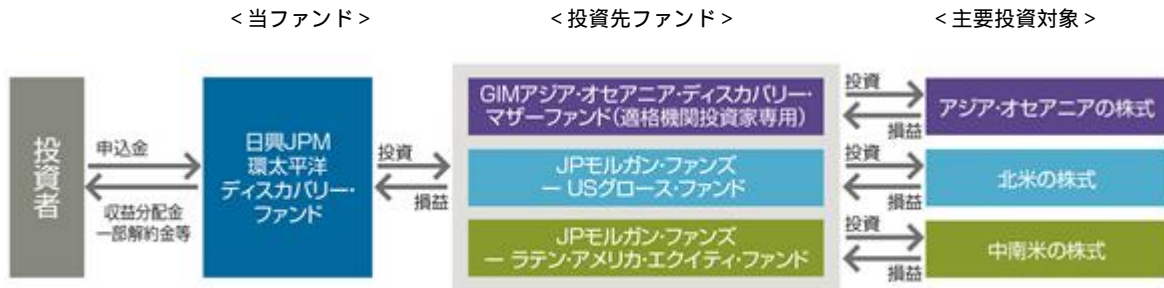 <当ファンド>
<投資先ファンド>
<主要投資対象>
投資者
申込金
収益分配金
一部解約金等
日興JPM
環太平洋
ディスカバリー・
ファンド
投資
損益
GIMアジア・オセアニア・ディスカバリー・
マザーファンド(適格機関投資家専用)
JPモルガン・ファンズ
ー USグロース・ファンド
JPモルガン・ファンズ
ー ラテン・アメリカ・エクイティ・ファンド
投資
損益
投資
損益
投資
損益
アジア・オセアニアの株式
北米の株式
中南米の株式